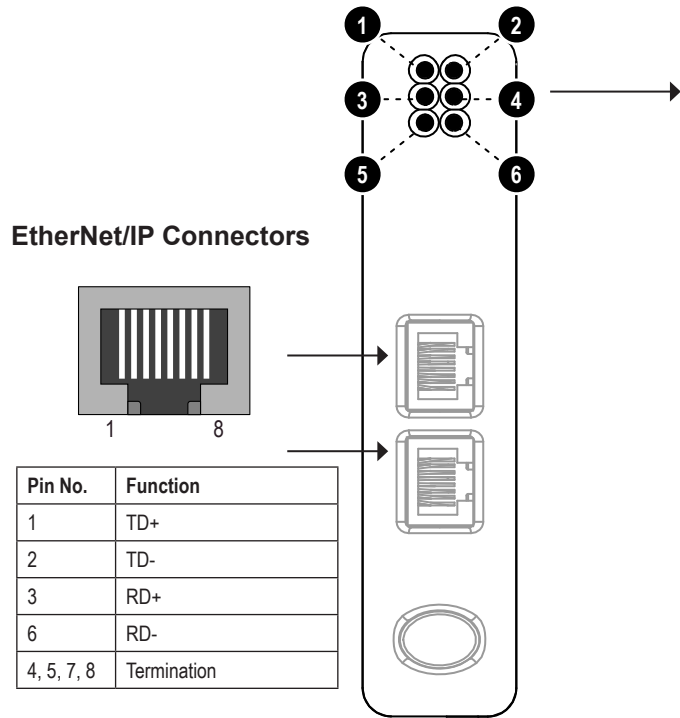 1 2
3 4
5 6
EtherNet/IP Connectors
1 8
Pin No. Function
1 TD+
2 TD-
3 RD+
6 RD-
4, 5, 7, 8 Termination